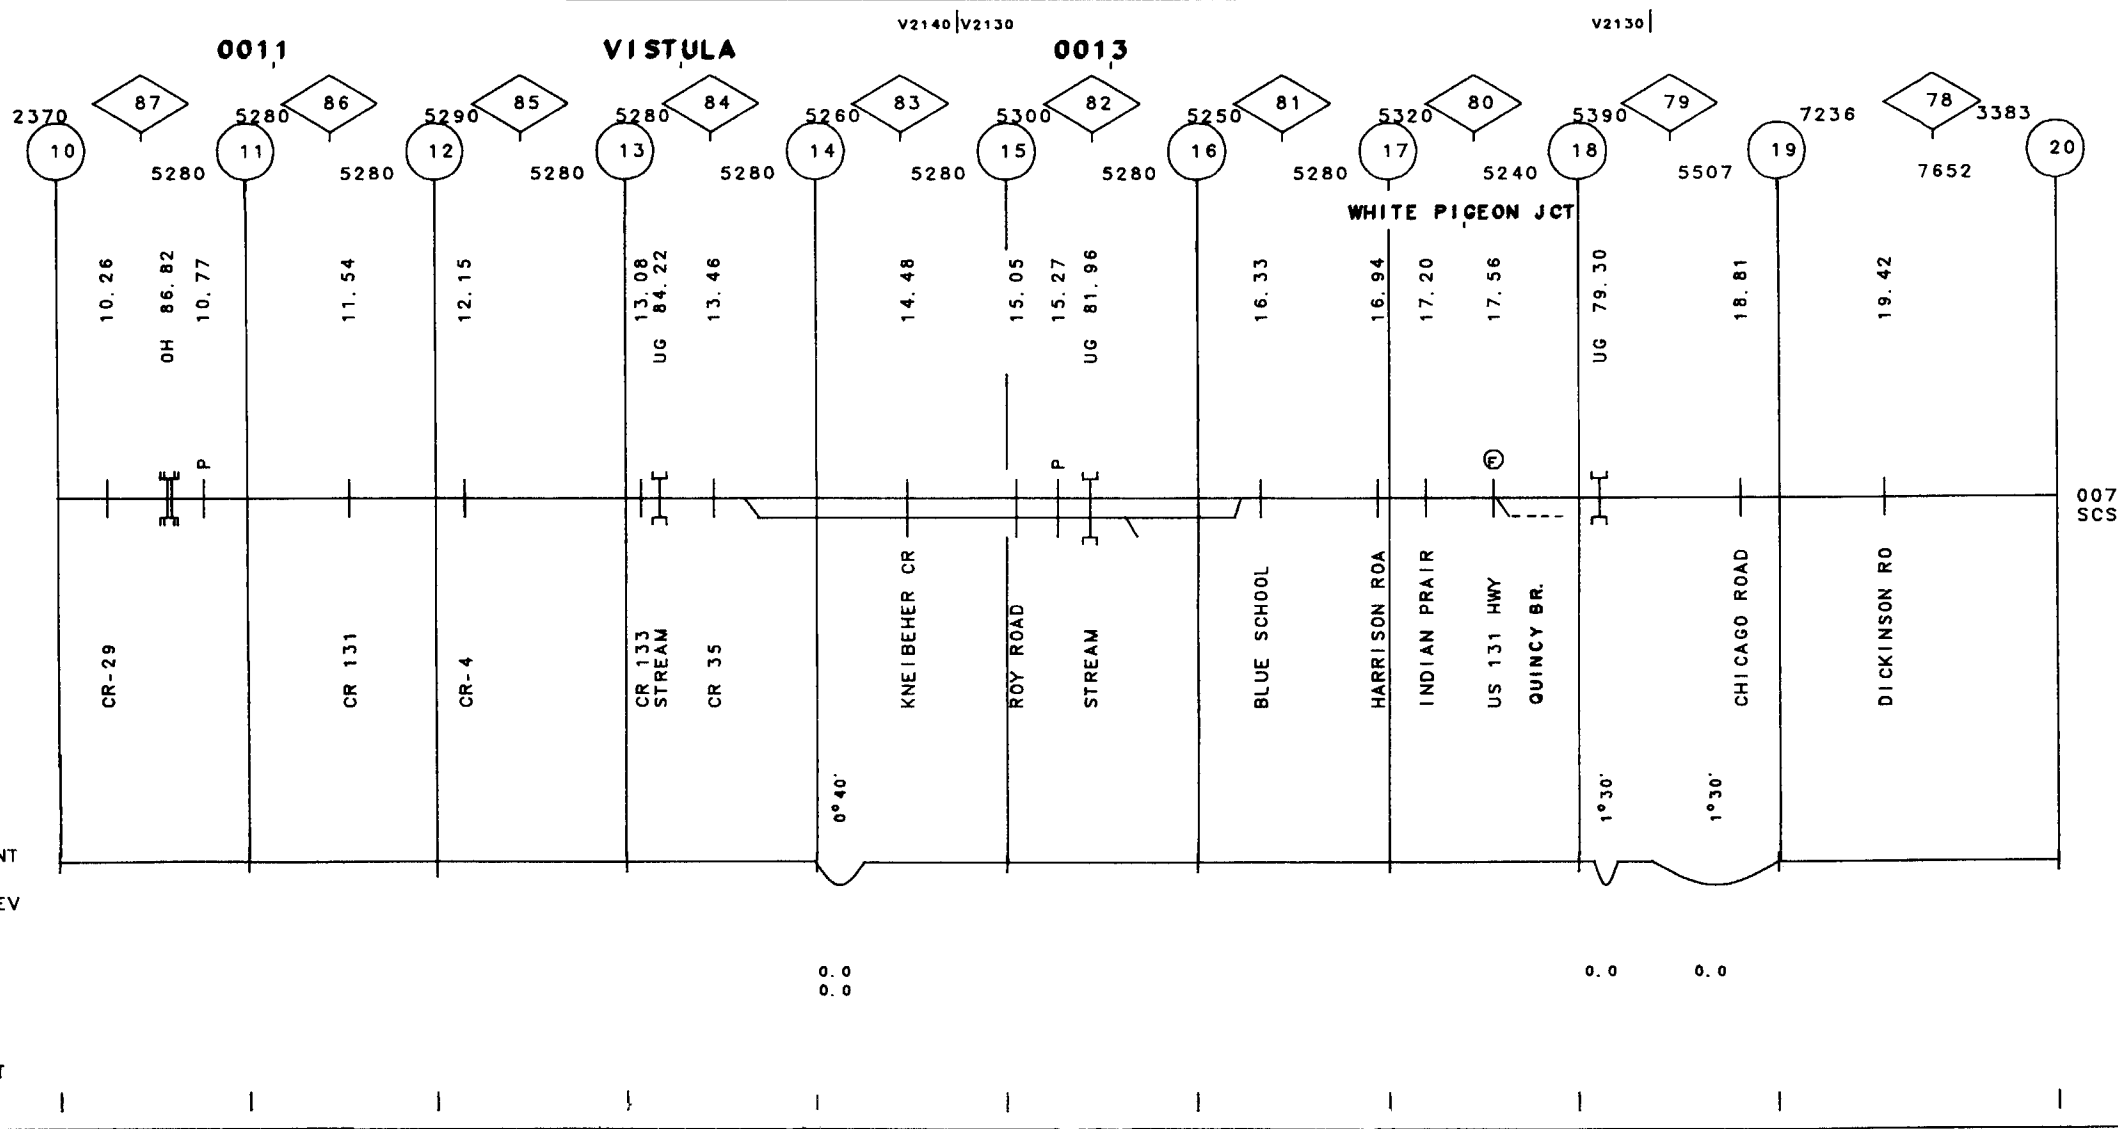 V2140 V2130 V2130
0011 VISTULA 0013
87 86 85 84 83 82 81 80 79 78
2370 5280 5290 5280 5260 5300 5250 5320 5390 7236 3383
10 11 12 13 14 15 16 17 18 19 20
5280 5280 5280 5280 5280 5280 5280 5240 5507 7652
WHITE PIGEON JCT
10.26
OH 86.82
10.77
11.54
12.15
13.08
UG 84.22
13.46
14.48
15.05
15.27
UG 81.96
16.33
16.94
17.20
17.56
UG 79.30
18.81
19.42
P
P
F
007
SCS
CR-29
CR 131
CR-4
CR 133
STREAM
CR 35
KNEIBEHER CR
ROY ROAD
STREAM
BLUE SCHOOL
HARRISON ROA
INDIAN PRAIR
US 131 HWY
QUINCY BR.
CHICAGO ROAD
DICKINSON RO
0°40'
1°30'
1°30'
NT
EV
0.0 0.0 0.0
0.0
T